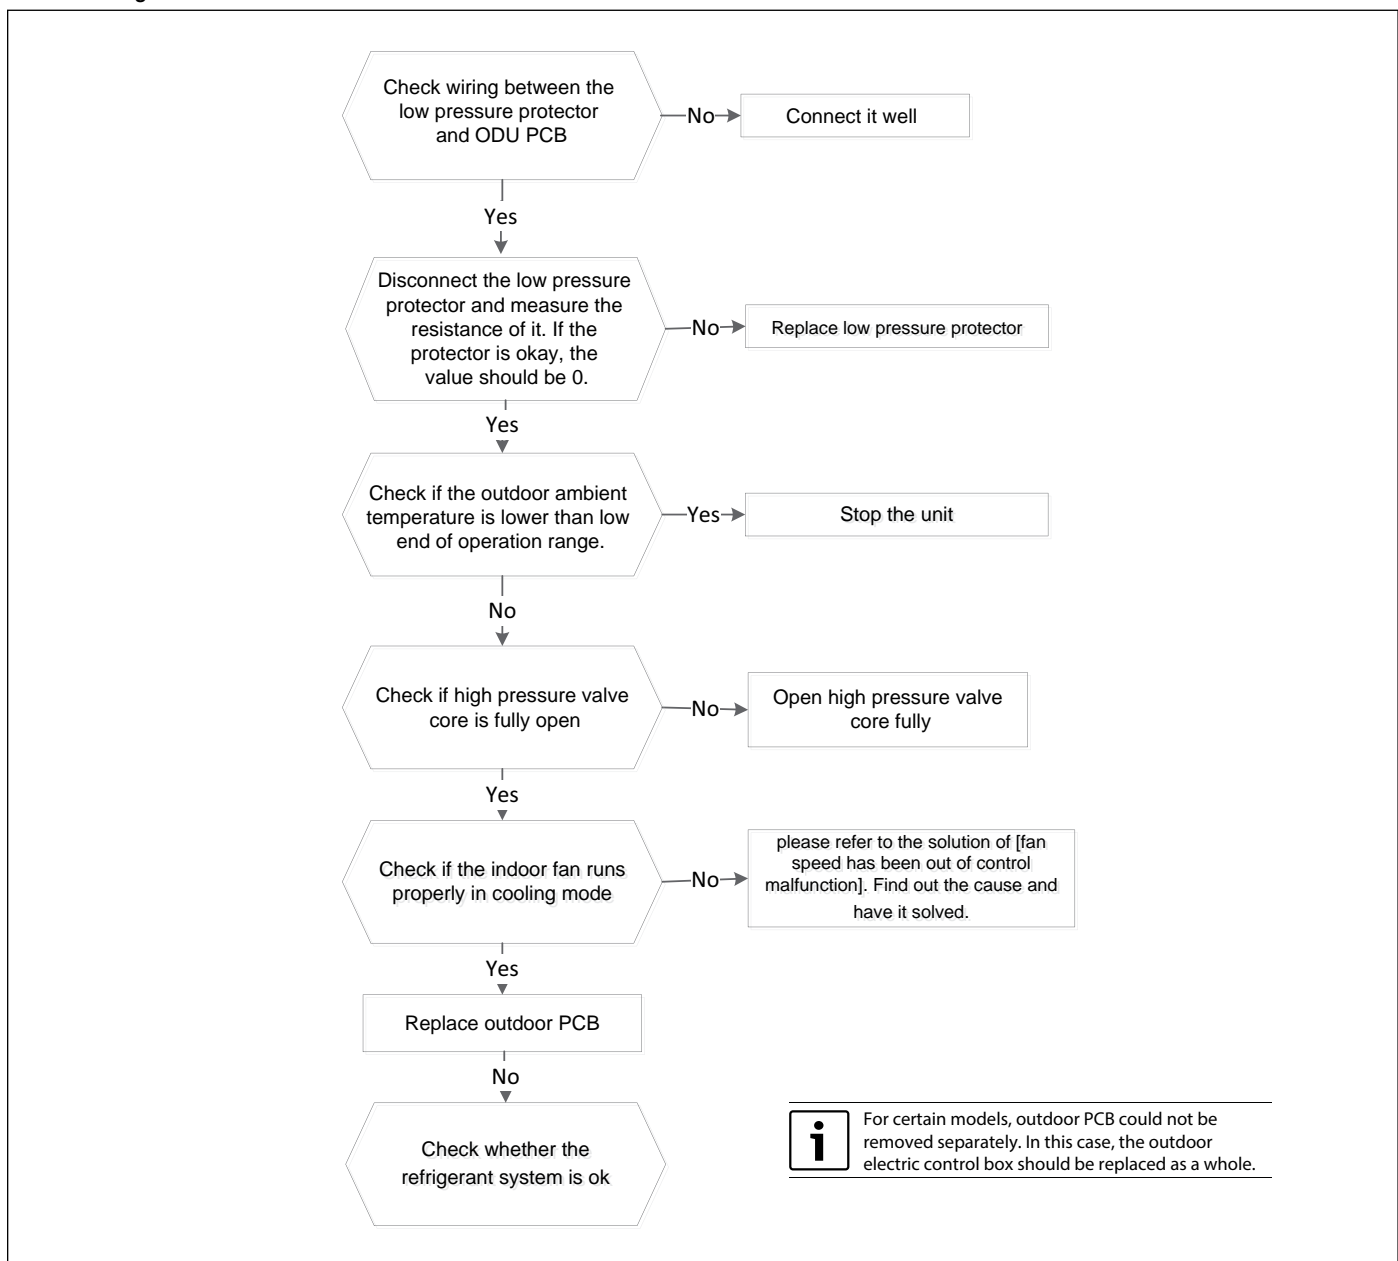 Check wiring between the
low pressure protector
and ODU PCB
No
Connect it well
Yes
Disconnect the low pressure
protector and measure the
resistance of it. If the
protector is okay, the
value should be 0.
No
Replace low pressure protector
Yes
Check if the outdoor ambient
temperature is lower than low
end of operation range.
Yes
Stop the unit
No
Check if high pressure valve
core is fully open
No
Open high pressure valve
core fully
Yes
Check if the indoor fan runs
properly in cooling mode
No
please refer to the solution of [fan
speed has been out of control
malfunction]. Find out the cause and
have it solved.
Yes
Replace outdoor PCB
No
Check whether the
refrigerant system is ok
i
For certain models, outdoor PCB could not be
removed separately. In this case, the outdoor
electric control box should be replaced as a whole.